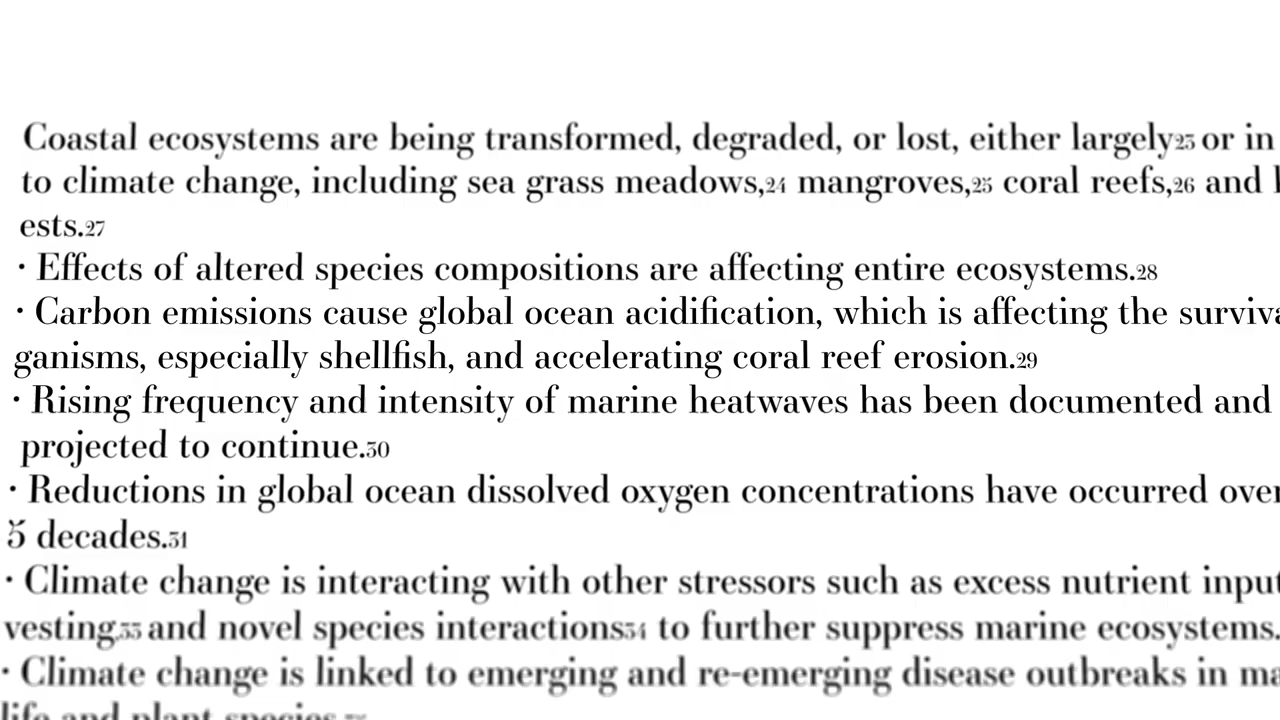 Coastal ecosystems are being transformed, degraded, or lost, either largely23 or in
to climate change, including sea grass meadows,24 mangroves,25 coral reefs,26 and
ests.27
· Effects of altered species compositions are affecting entire ecosystems.28
· Carbon emissions cause global ocean acidification, which is affecting the surviva
ganisms, especially shellfish, and accelerating coral reef erosion.29
· Rising frequency and intensity of marine heatwaves has been documented and
projected to continue.30
· Reductions in global ocean dissolved oxygen concentrations have occurred over
5 decades.31
· Climate change is interacting with other stressors such as excess nutrient input
vesting,33 and novel species interactions34 to further suppress marine ecosystems.
· Climate change is linked to emerging and re-emerging disease outbreaks in ma
life and plant species.